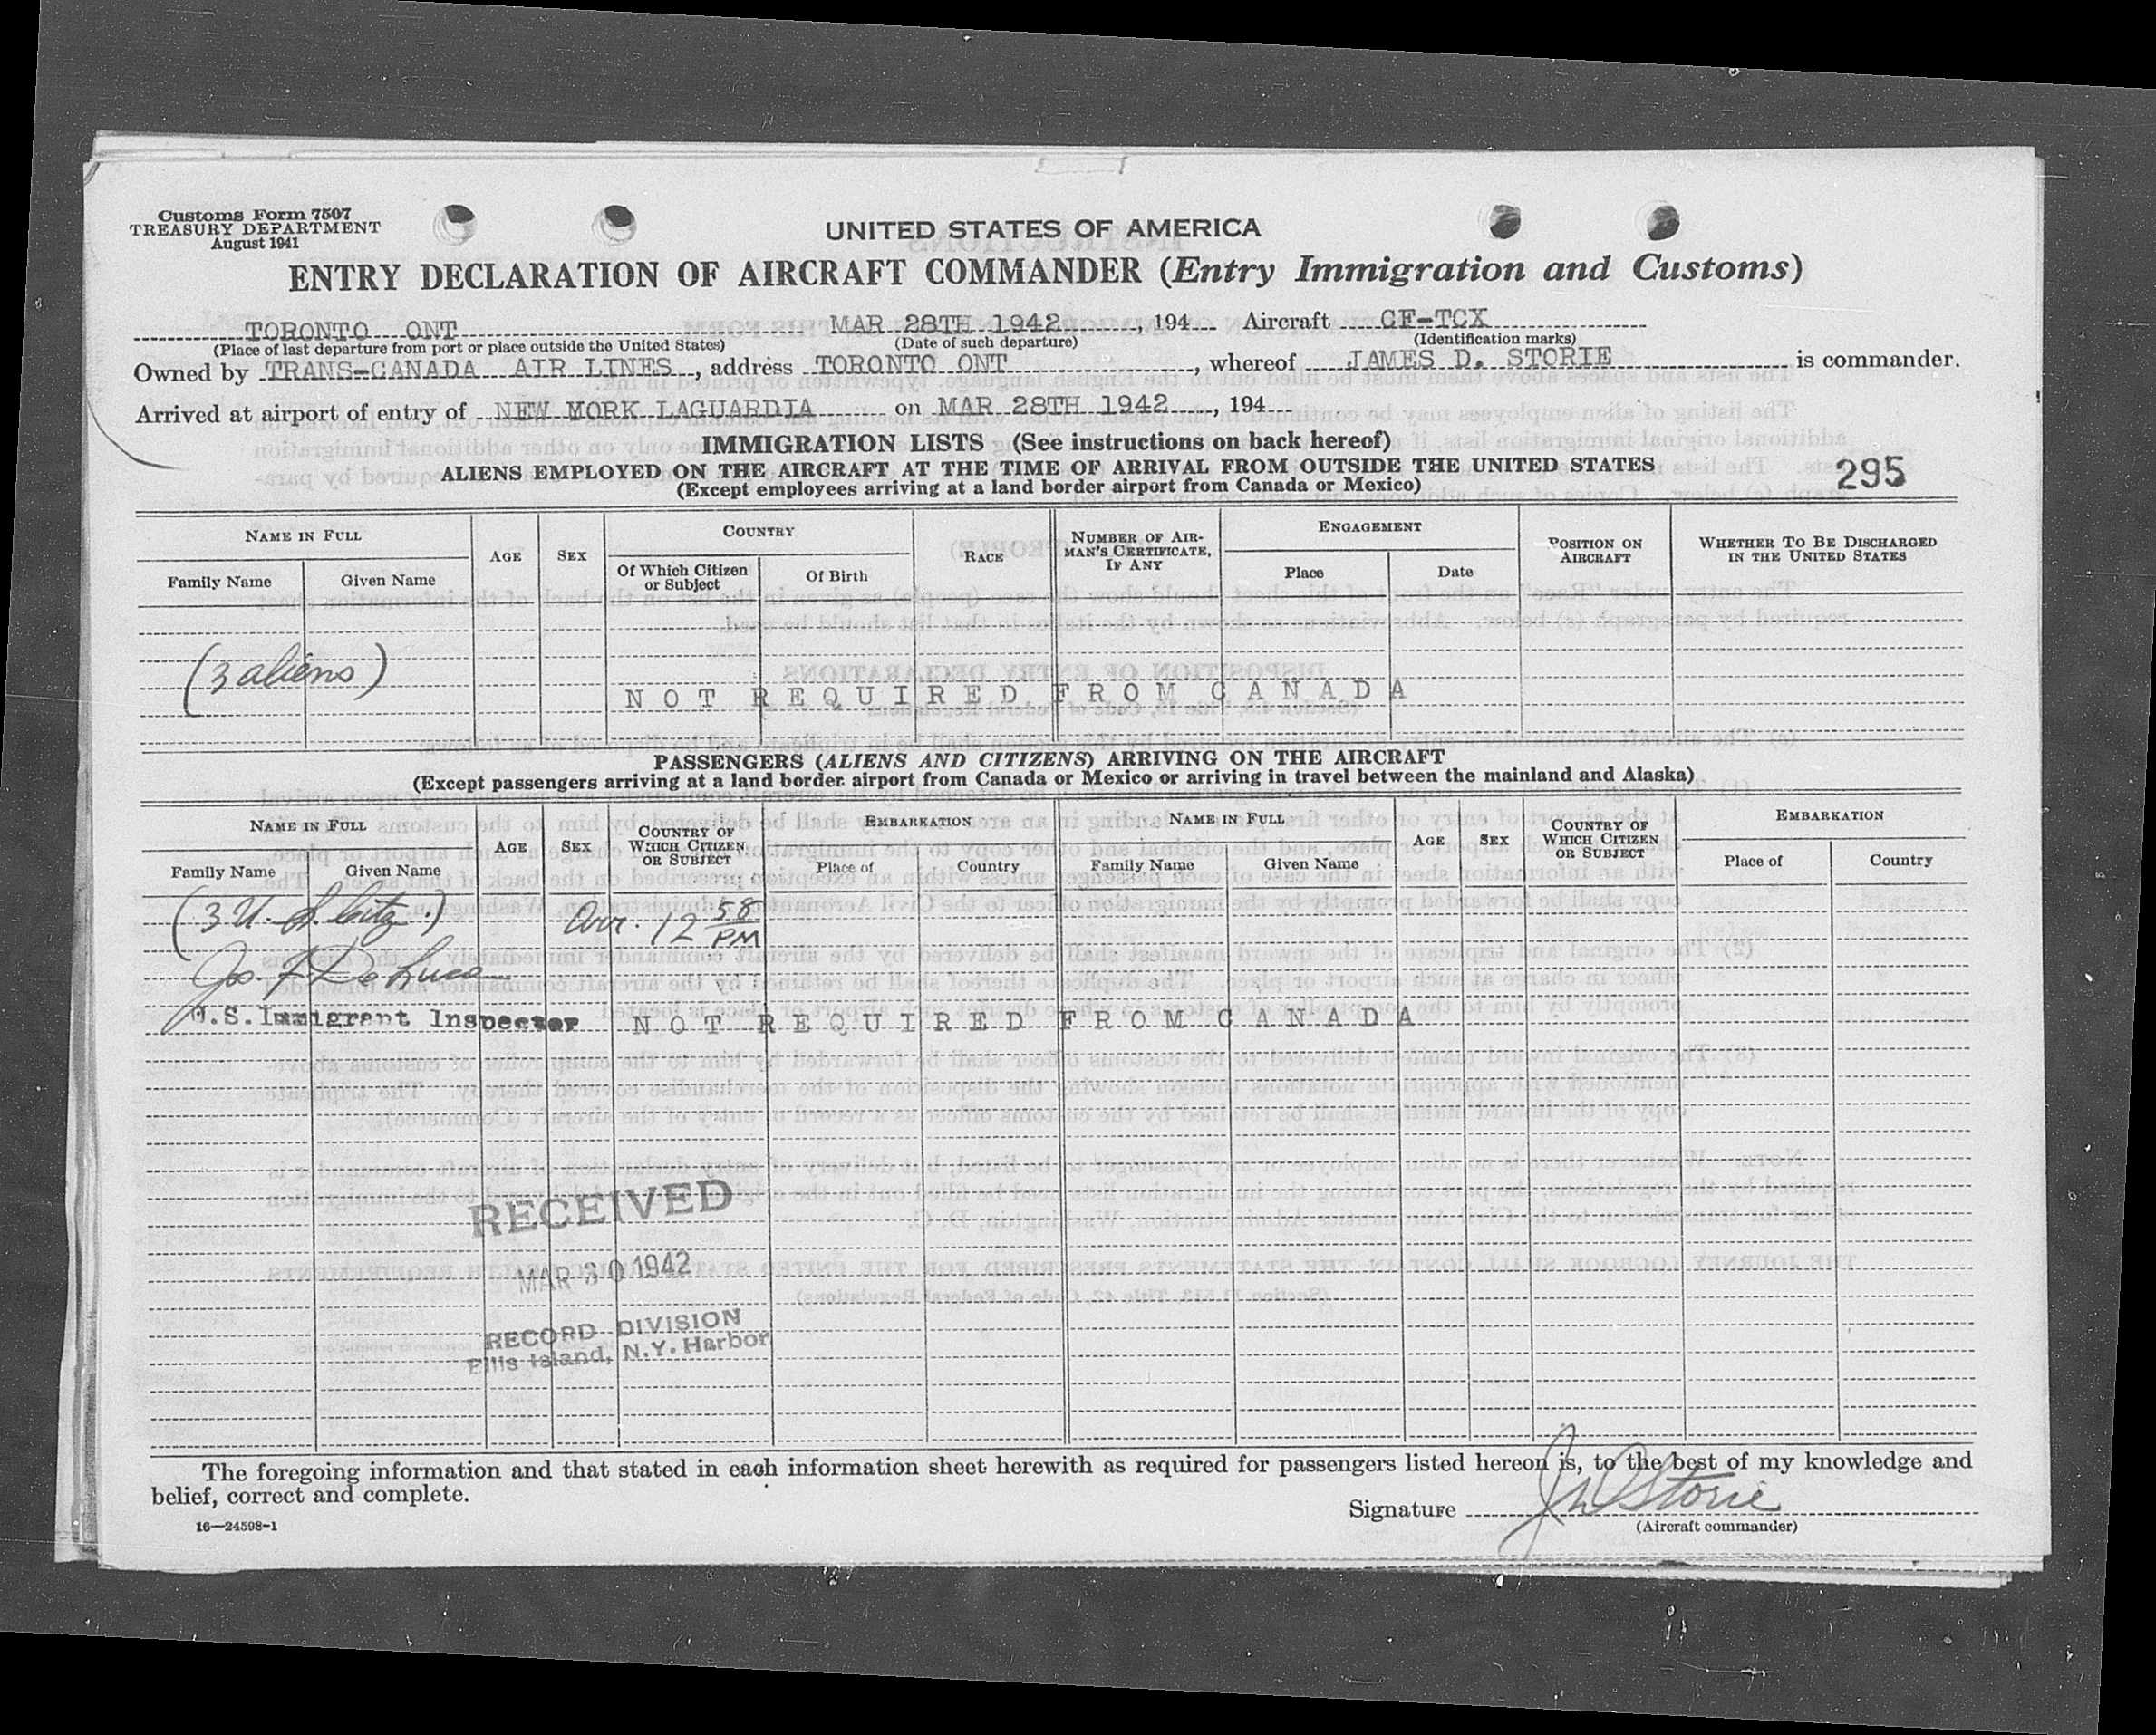 Customs Form 7507
TREASURY DEPARTMENT
August 1941
UNITED STATES OF AMERICA
ENTRY DECLARATION OF AIRCRAFT COMMANDER (Entry Immigration and Customs)
TORONTO ONT MAR 28TH 1942, 194 Aircraft CF-TCX
(Place of last departure from port or place outside the United States) (Date of such departure) (Identification marks)
Owned by TRANS-CANADA AIR LINES, address TORONTO ONT, whereof JAMES D. STORIE is commander.
Arrived at airport of entry of NEW MORK LAGUARDIA on MAR 28TH 1942, 194
IMMIGRATION LISTS (See instructions on back hereof)
ALIENS EMPLOYED ON THE AIRCRAFT AT THE TIME OF ARRIVAL FROM OUTSIDE THE UNITED STATES
(Except employees arriving at a land border airport from Canada or Mexico)
295
NAME IN FULL AGE SEX COUNTRY RACE NUMBER OF AIRMAN'S CERTIFICATE, IF ANY ENGAGEMENT POSITION ON AIRCRAFT WHETHER TO BE DISCHARGED IN THE UNITED STATES
Family Name Given Name Of Which Citizen or Subject Of Birth Place Date
(3 aliens)
NOT REQUIRED FROM CANADA
PASSENGERS (ALIENS AND CITIZENS) ARRIVING ON THE AIRCRAFT
(Except passengers arriving at a land border airport from Canada or Mexico or arriving in travel between the mainland and Alaska)
NAME IN FULL AGE SEX COUNTRY OF WHICH CITIZEN OR SUBJECT EMBARKATION NAME IN FULL AGE SEX COUNTRY OF WHICH CITIZEN OR SUBJECT EMBARKATION
Family Name Given Name Place of Country Family Name Given Name Place of Country
(3 U.S. Citz.) Arr. 12 58 PM
Jos. F. De Luca
U.S. Immigrant Inspector NOT REQUIRED FROM CANADA
RECEIVED
MAR 30 1942
RECORD DIVISION
Ellis Island, N.Y. Harbor
The foregoing information and that stated in each information sheet herewith as required for passengers listed hereon is, to the best of my knowledge and
belief, correct and complete.
Signature JD Storie
16—24598-1 (Aircraft commander)